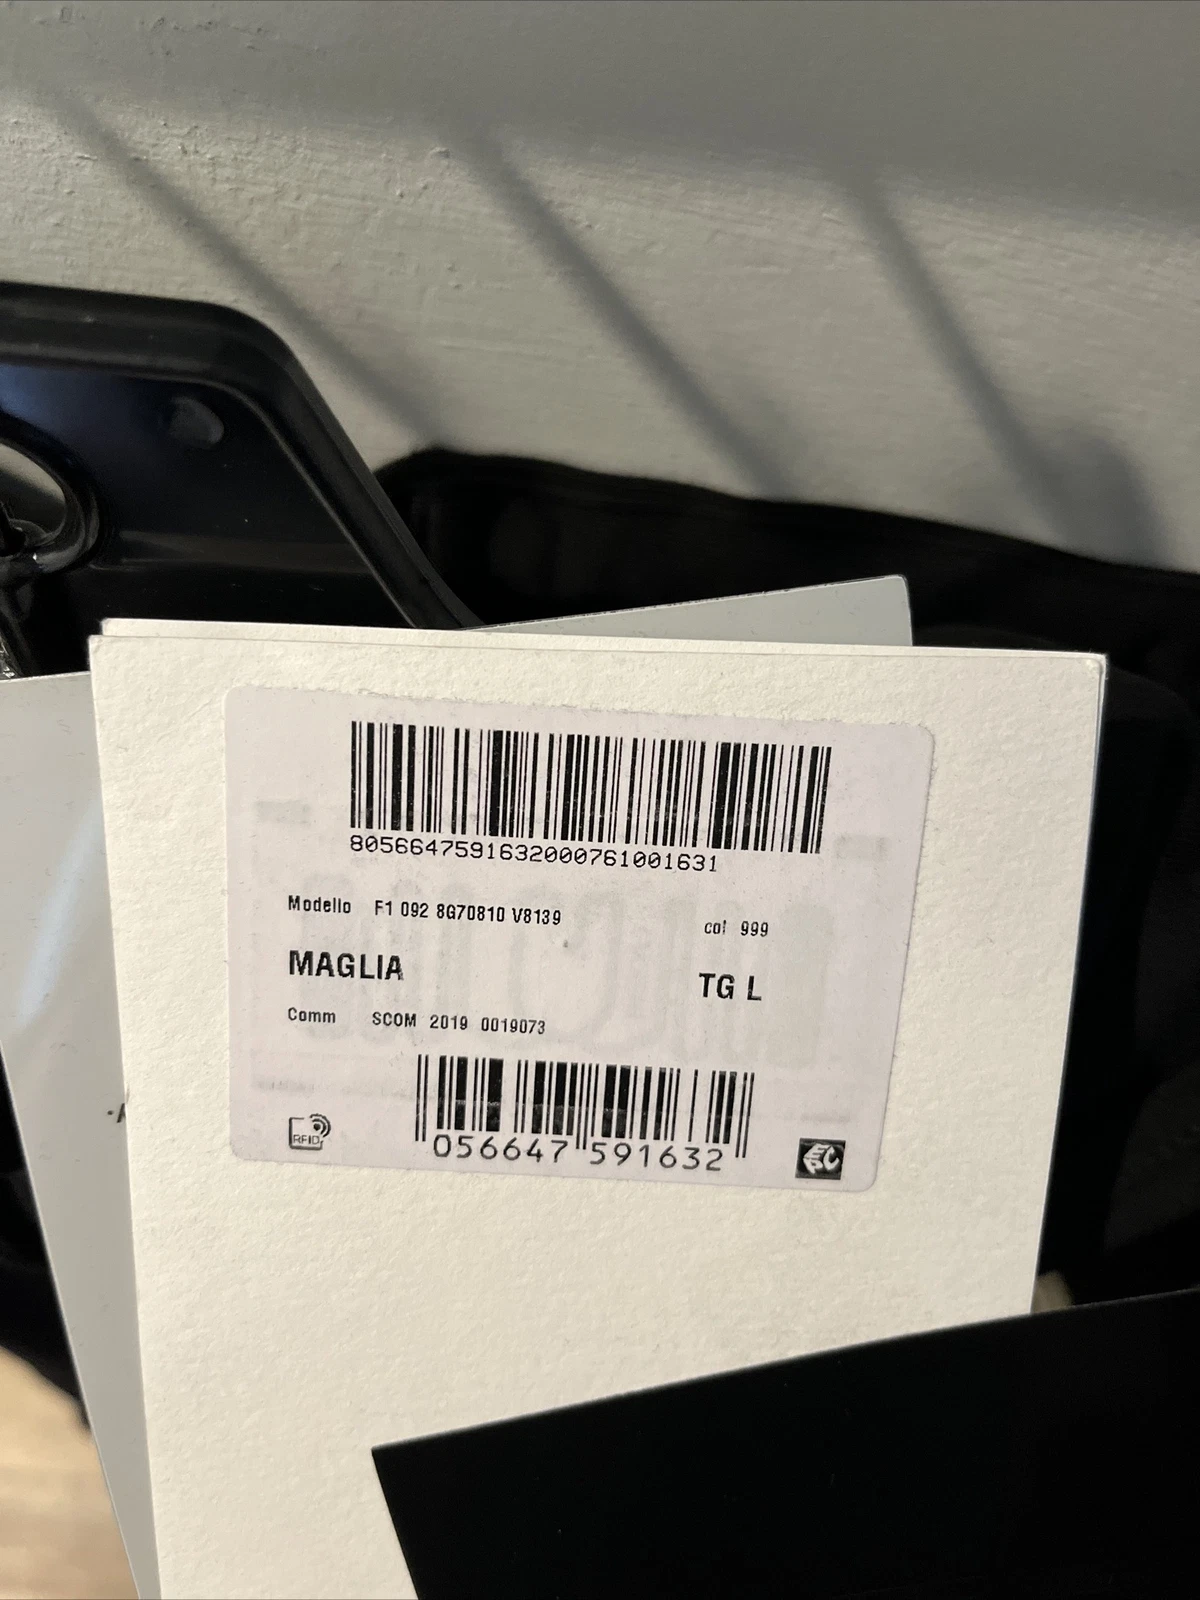 8056647591632000761001631
Modello F1 092 8G70810 V8139
col 999
MAGLIA
TG L
Comm SCOM 2019 0019073
RFID
056647 591632